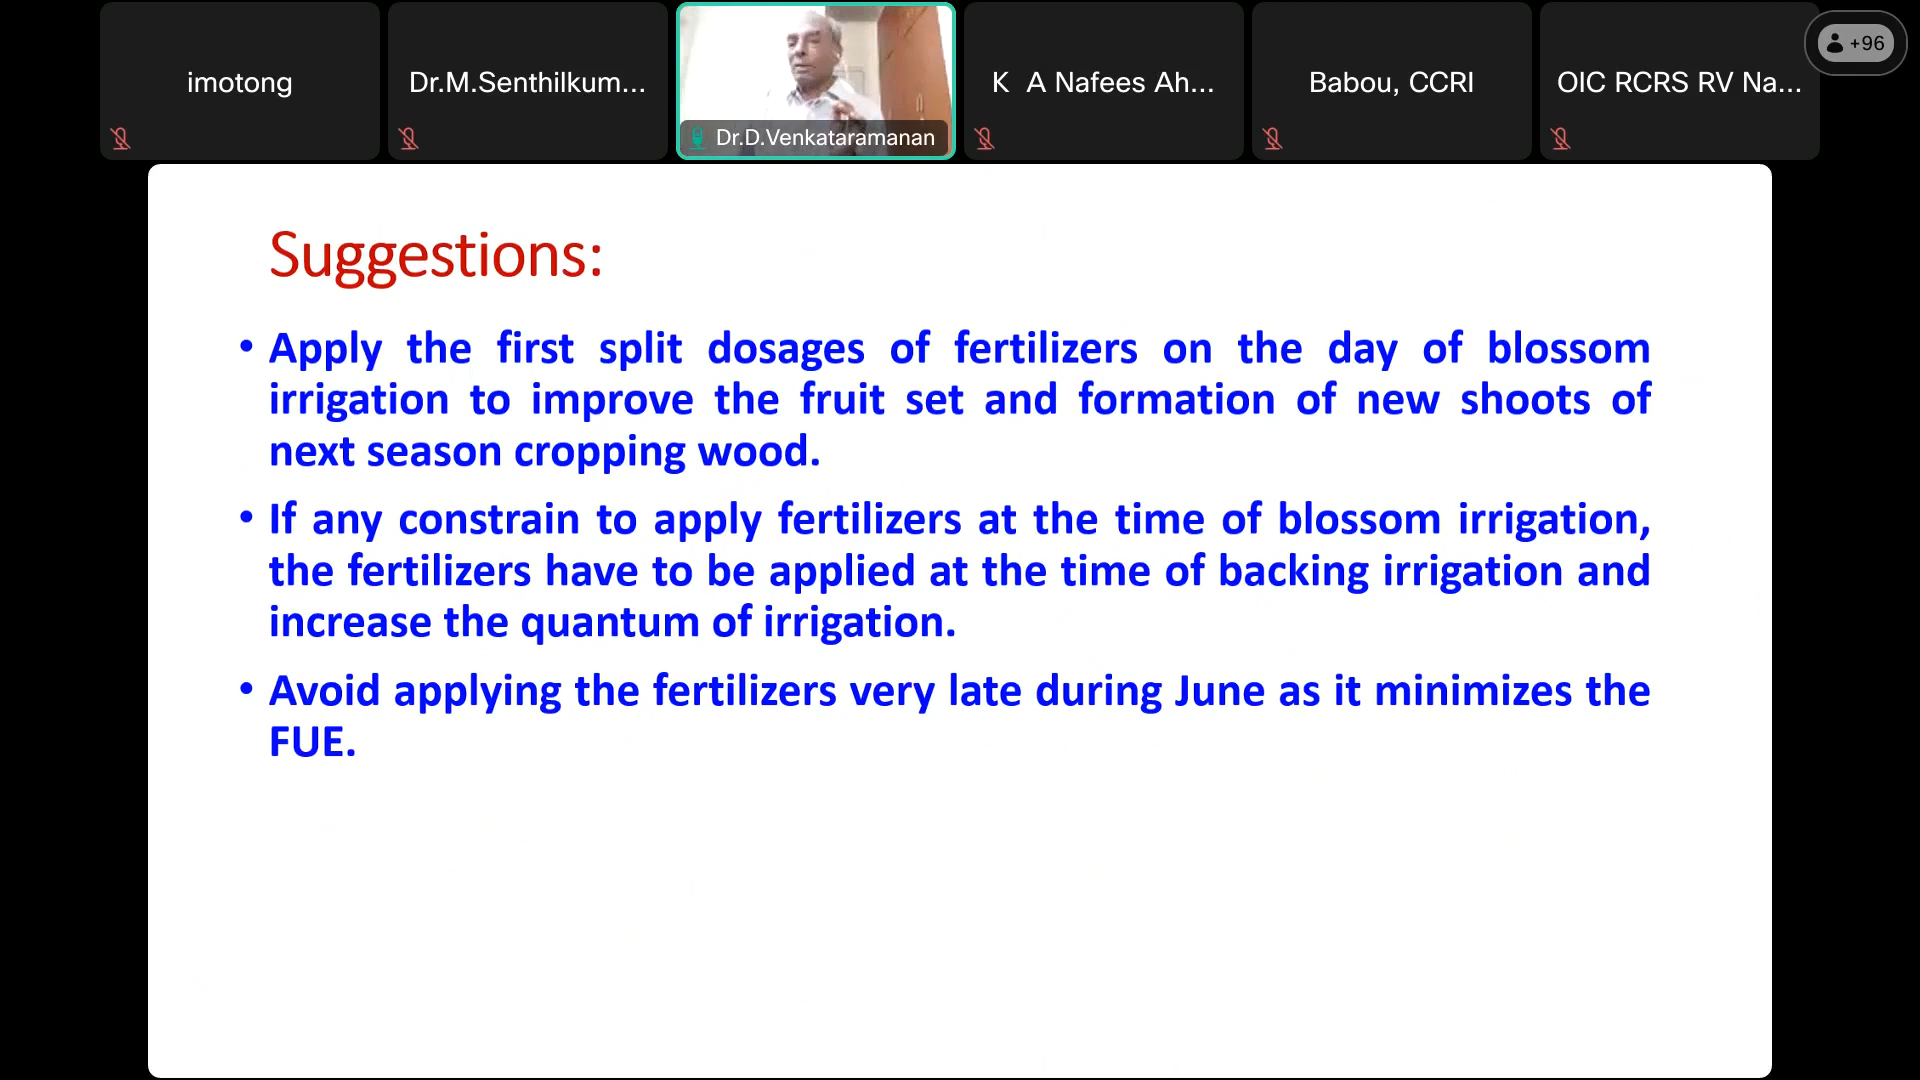 imotong
Dr.M.Senthilkum...
Dr.D.Venkataramanan
K A Nafees Ah...
Babou, CCRI
OIC RCRS RV Na...
+96
Suggestions:
• Apply the first split dosages of fertilizers on the day of blossom
irrigation to improve the fruit set and formation of new shoots of
next season cropping wood.
• If any constrain to apply fertilizers at the time of blossom irrigation,
the fertilizers have to be applied at the time of backing irrigation and
increase the quantum of irrigation.
• Avoid applying the fertilizers very late during June as it minimizes the
FUE.